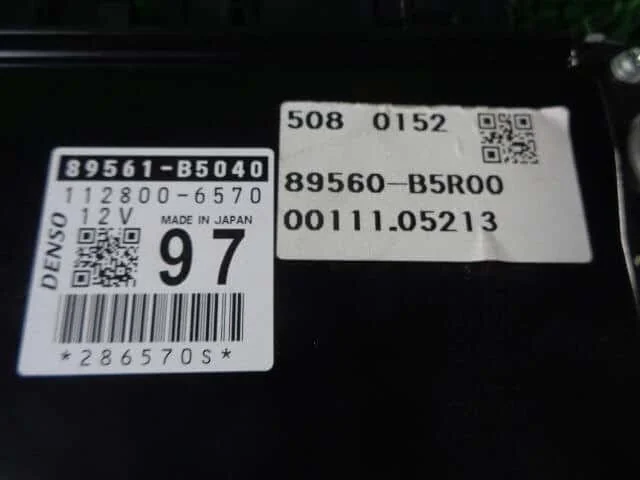 89561-B5040
112800-6570
12V
MADE IN JAPAN
DENSO
97
*286570S*
508 0152
89560-B5R00
00111.05213